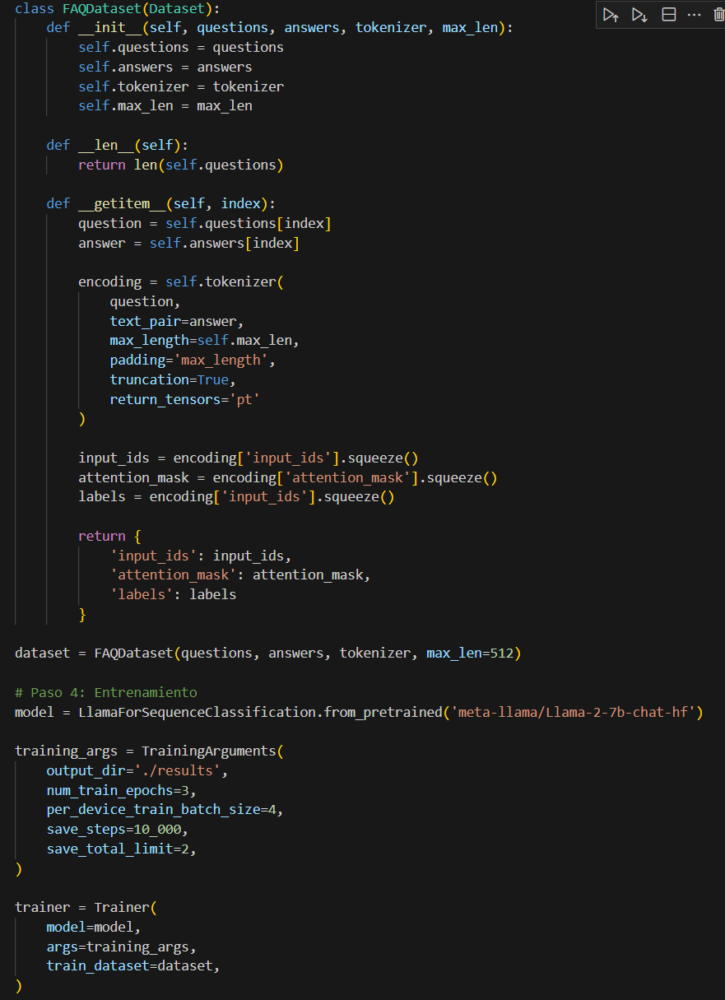 class FAQDataset(Dataset):
    def __init__(self, questions, answers, tokenizer, max_len):
        self.questions = questions
        self.answers = answers
        self.tokenizer = tokenizer
        self.max_len = max_len

    def __len__(self):
        return len(self.questions)

    def __getitem__(self, index):
        question = self.questions[index]
        answer = self.answers[index]

        encoding = self.tokenizer(
            question,
            text_pair=answer,
            max_length=self.max_len,
            padding='max_length',
            truncation=True,
            return_tensors='pt'
        )

        input_ids = encoding['input_ids'].squeeze()
        attention_mask = encoding['attention_mask'].squeeze()
        labels = encoding['input_ids'].squeeze()

        return {
            'input_ids': input_ids,
            'attention_mask': attention_mask,
            'labels': labels
        }

dataset = FAQDataset(questions, answers, tokenizer, max_len=512)

# Paso 4: Entrenamiento
model = LlamaForSequenceClassification.from_pretrained('meta-llama/Llama-2-7b-chat-hf')

training_args = TrainingArguments(
    output_dir='./results',
    num_train_epochs=3,
    per_device_train_batch_size=4,
    save_steps=10_000,
    save_total_limit=2,
)

trainer = Trainer(
    model=model,
    args=training_args,
    train_dataset=dataset,
)